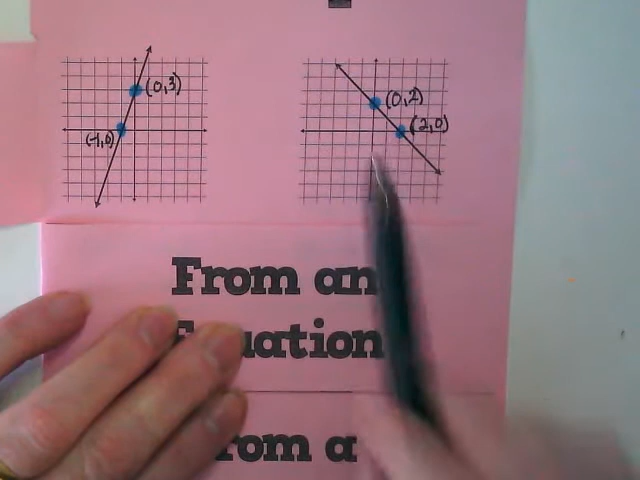 (0,3)
(-1,0)
(0,2)
(2,0)
From an
Equation
From a